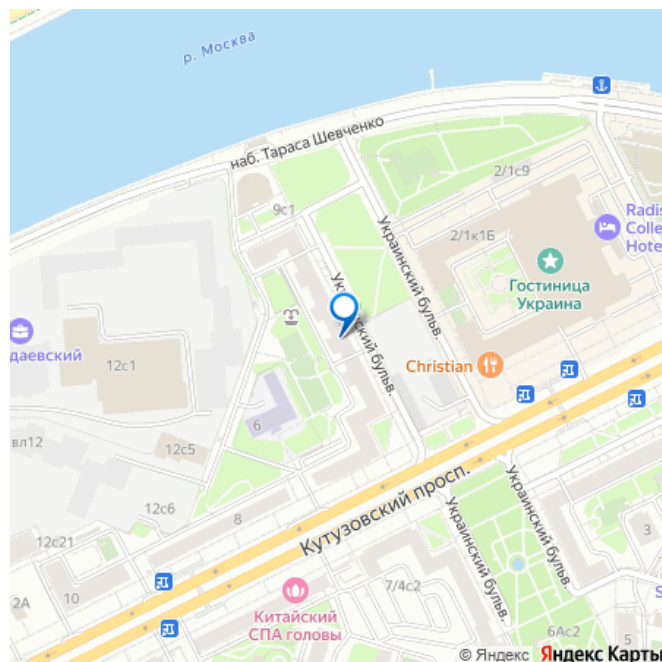 р. Москва
наб. Тараса Шевченко
2/1с9
9с1
Украинский бульв.
2/1к1Б
Radis
Colle
Hote
Гостиница
Украина
Украинский бульв.
даевский
12с1
Christian
6
вл12
12с5
12с6
8
Кутузовский просп.
12с21
Украинский бульв.
Украинский бульв.
3
10
2А
Китайский
СПА головы
7/4с2
S
6Ас2
5
© Яндекс Яндекс Карты